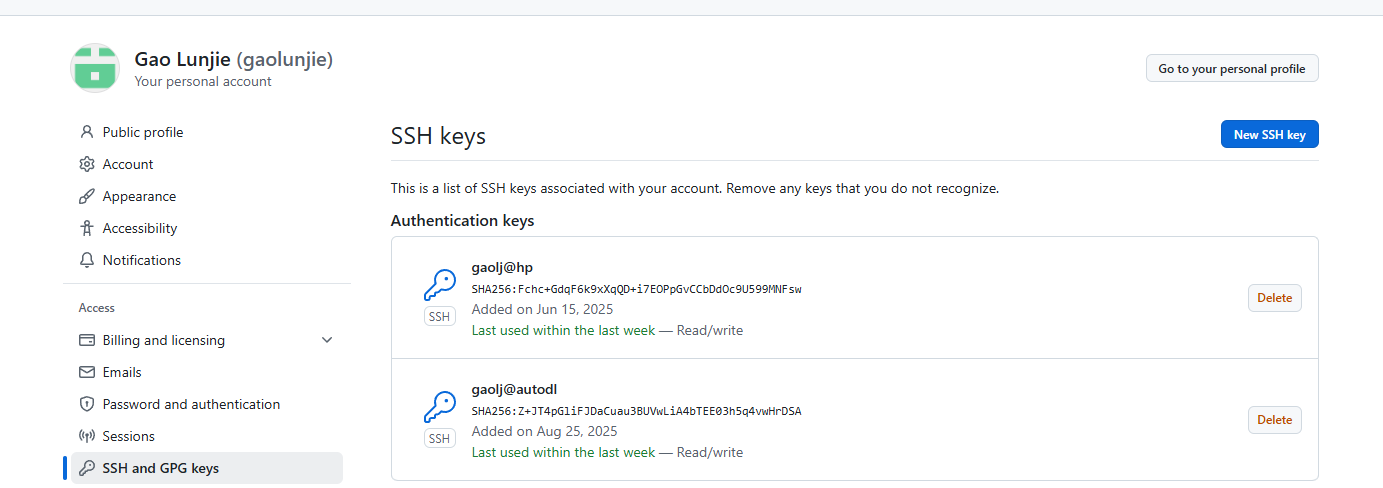 Gao Lunjie (gaolunjie)
Your personal account
Go to your personal profile
Public profile
Account
Appearance
Accessibility
Notifications
Access
Billing and licensing
Emails
Password and authentication
Sessions
SSH and GPG keys
SSH keys
New SSH key
This is a list of SSH keys associated with your account. Remove any keys that you do not recognize.
Authentication keys
gaolj@hp
SHA256:Fchc+GdqF6k9xXqQD+i7EOPpGvCCbDdOc9U599MNFsw
Added on Jun 15, 2025
Last used within the last week — Read/write
SSH
Delete
gaolj@autodl
SHA256:Z+JT4pG1iFJDaCuau3BUVwLiA4bTEE03h5q4vwHrDSA
Added on Aug 25, 2025
Last used within the last week — Read/write
SSH
Delete